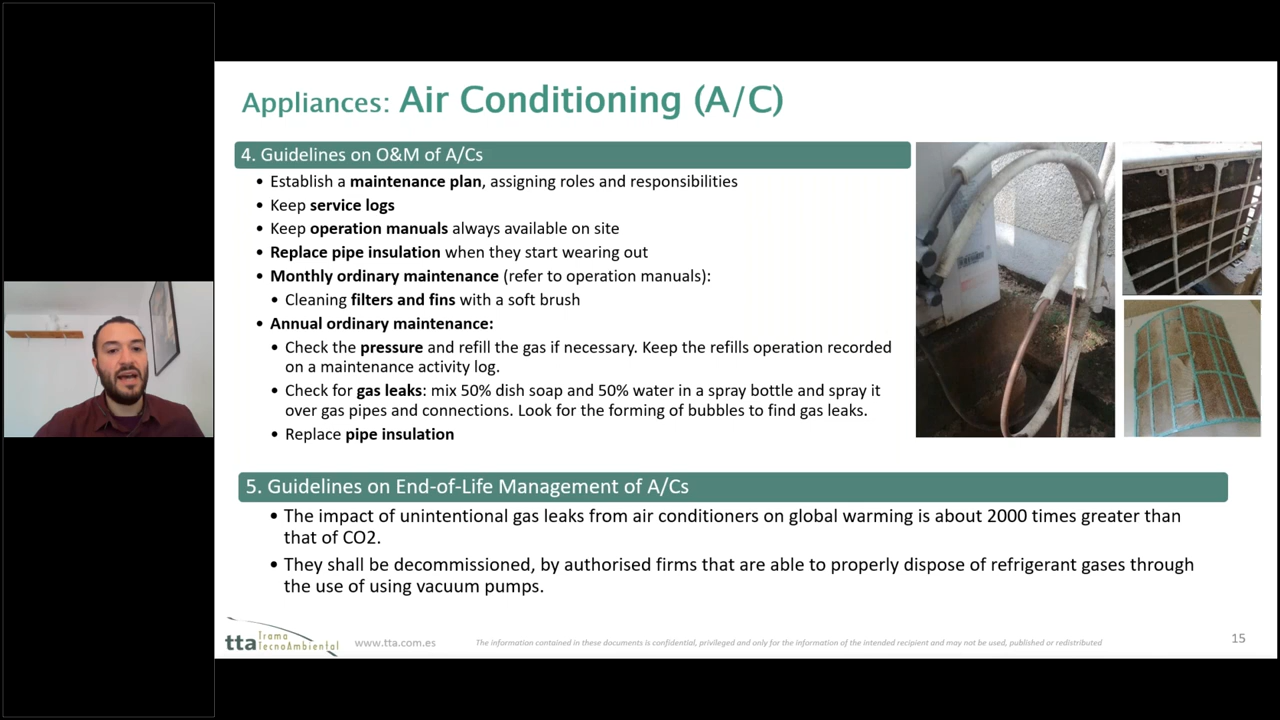 Appliances: Air Conditioning (A/C)
4. Guidelines on O&M of A/Cs
• Establish a maintenance plan, assigning roles and responsibilities
• Keep service logs
• Keep operation manuals always available on site
• Replace pipe insulation when they start wearing out
• Monthly ordinary maintenance (refer to operation manuals):
• Cleaning filters and fins with a soft brush
• Annual ordinary maintenance:
• Check the pressure and refill the gas if necessary. Keep the refills operation recorded
on a maintenance activity log.
• Check for gas leaks: mix 50% dish soap and 50% water in a spray bottle and spray it
over gas pipes and connections. Look for the forming of bubbles to find gas leaks.
• Replace pipe insulation
5. Guidelines on End-of-Life Management of A/Cs
• The impact of unintentional gas leaks from air conditioners on global warming is about 2000 times greater than
that of CO2.
• They shall be decommissioned, by authorised firms that are able to properly dispose of refrigerant gases through
the use of using vacuum pumps.
tta Trama
TecnoAmbiental
www.tta.com.es
The information contained in these documents is confidential, privileged and only for the information of the intended recipient and may not be used, published or redistributed
15